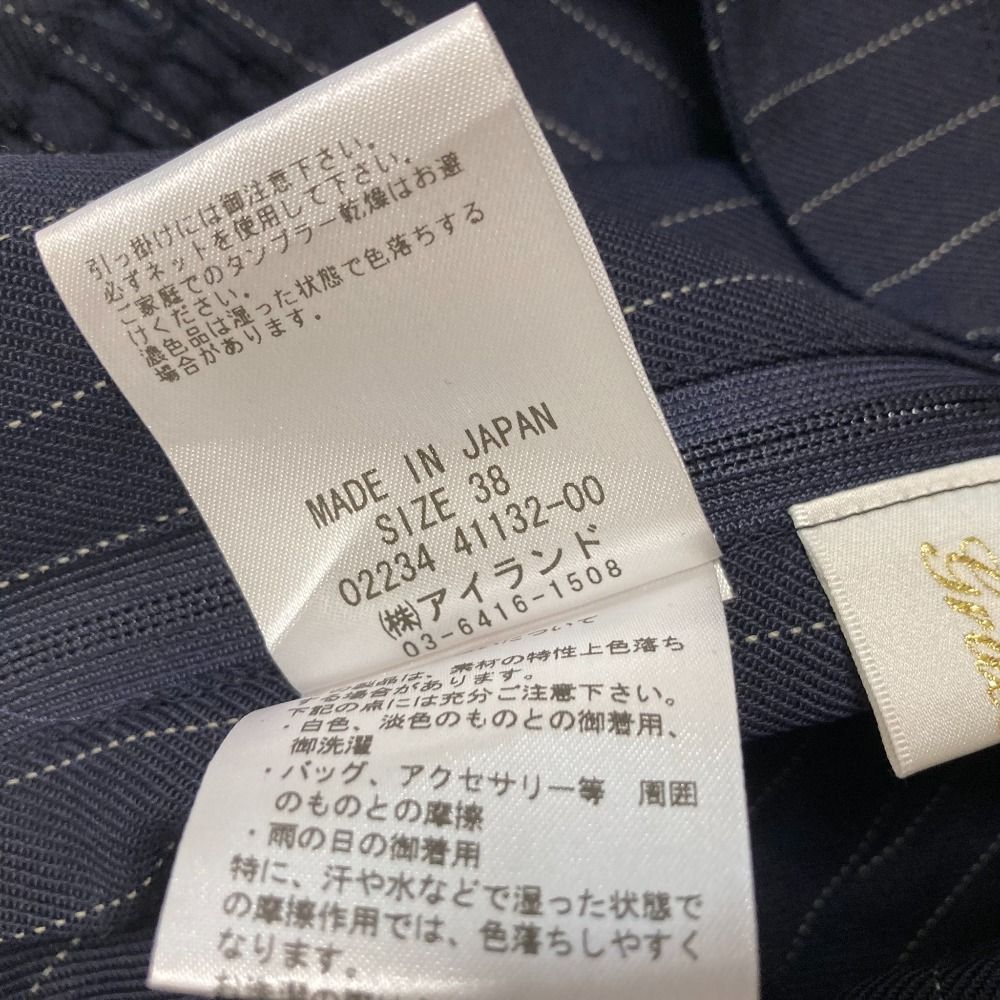 引っ掛けには御注意下さい。
必ずネットを使用して下さい。
ご家庭でのタンブラー乾燥はお避
けください。
濃色品は湿った状態で色落ちする
場合があります。
MADE IN JAPAN
SIZE 38
02234 41132-00
㈱アイランド
03-6416-1508
について
製品は、素材の特性上色落ち
する場合があります。
下記の点には充分ご注意下さい。
・白色、淡色のものとの御着用、
御洗濯
・バッグ、アクセサリー等　周囲
のものとの摩擦
・雨の日の御着用
特に、汗や水などで湿った状態で
の摩擦作用では、色落ちしやすく
なります。